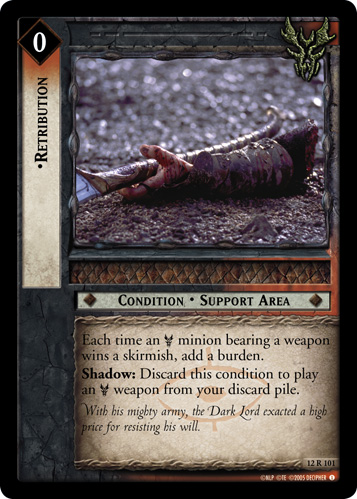 0
•RETRIBUTION
CONDITION • SUPPORT AREA
Each time an minion bearing a weapon
wins a skirmish, add a burden.
Shadow: Discard this condition to play
an weapon from your discard pile.
With his mighty army, the Dark Lord exacted a high
price for resisting his will.
12 R 101
©NLP ©TE ©2005 DECIPHER